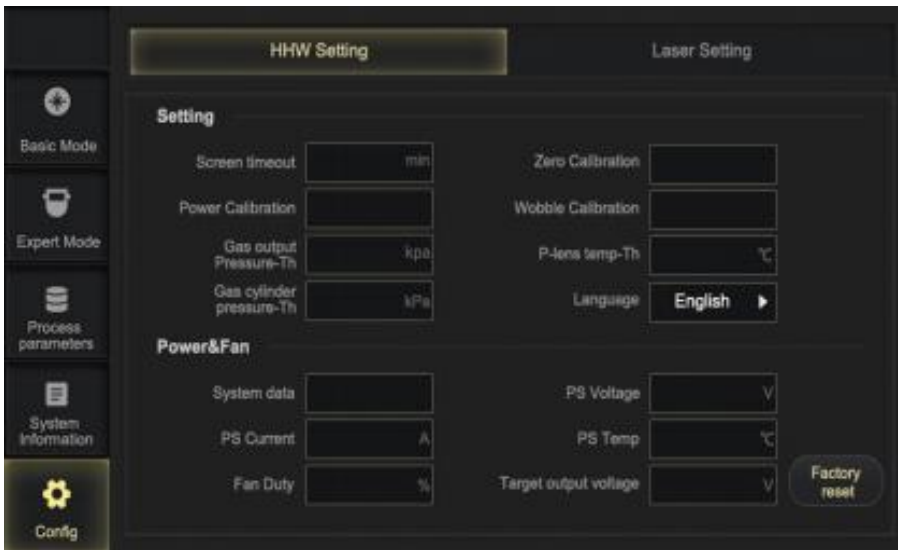 HHW Setting
Laser Setting
Basic Mode
Expert Mode
Process
parameters
System
Information
Config
Setting
Screen timeout
min
Zero Calibration
Power Calibration
Wobble Calibration
Gas output
Pressure-Th
kpa
P-lens temp-Th
℃
Gas cylinder
pressure-Th
kPa
Language
English
Power&Fan
System data
PS Voltage
V
PS Current
A
PS Temp
℃
Fan Duty
%
Target output voltage
V
Factory
reset